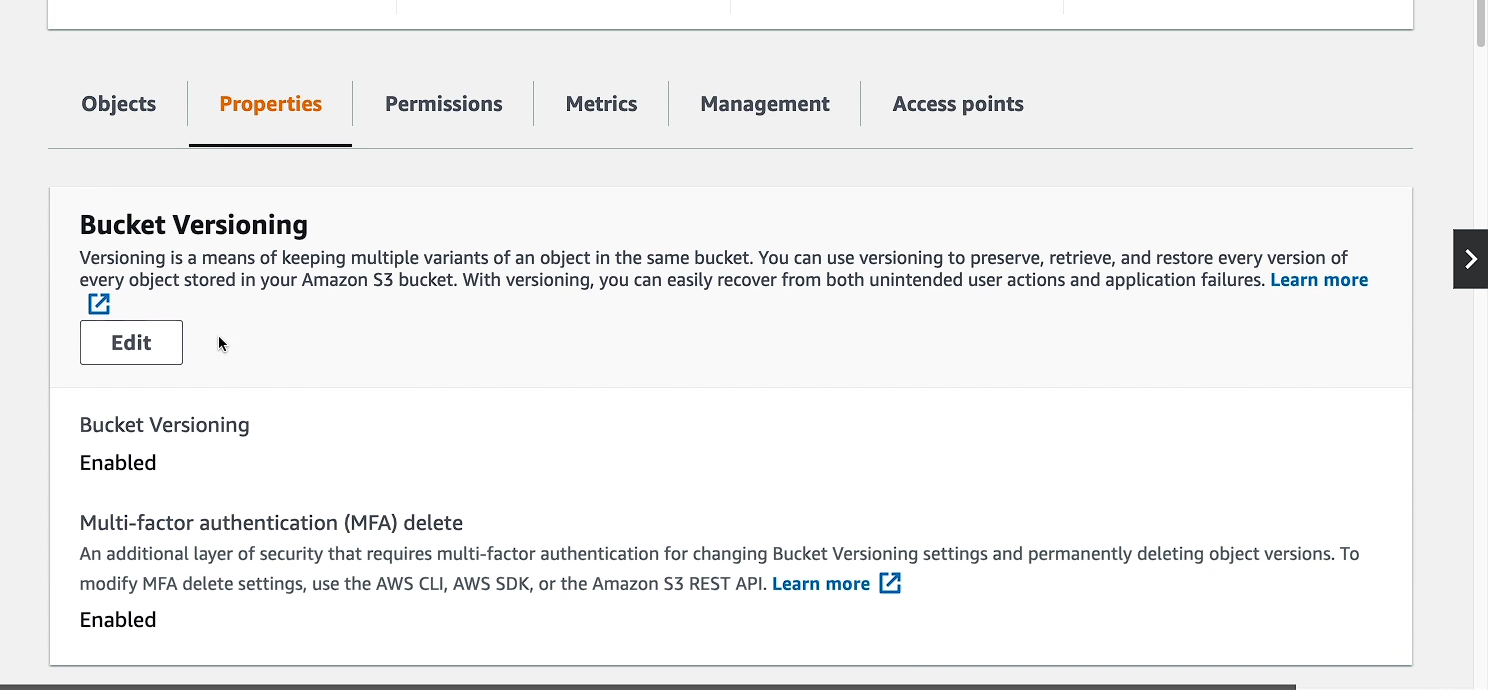 Objects
Properties
Permissions
Metrics
Management
Access points
Bucket Versioning
Versioning is a means of keeping multiple variants of an object in the same bucket. You can use versioning to preserve, retrieve, and restore every version of
every object stored in your Amazon S3 bucket. With versioning, you can easily recover from both unintended user actions and application failures. Learn more
Edit
Bucket Versioning
Enabled
Multi-factor authentication (MFA) delete
An additional layer of security that requires multi-factor authentication for changing Bucket Versioning settings and permanently deleting object versions. To
modify MFA delete settings, use the AWS CLI, AWS SDK, or the Amazon S3 REST API. Learn more
Enabled